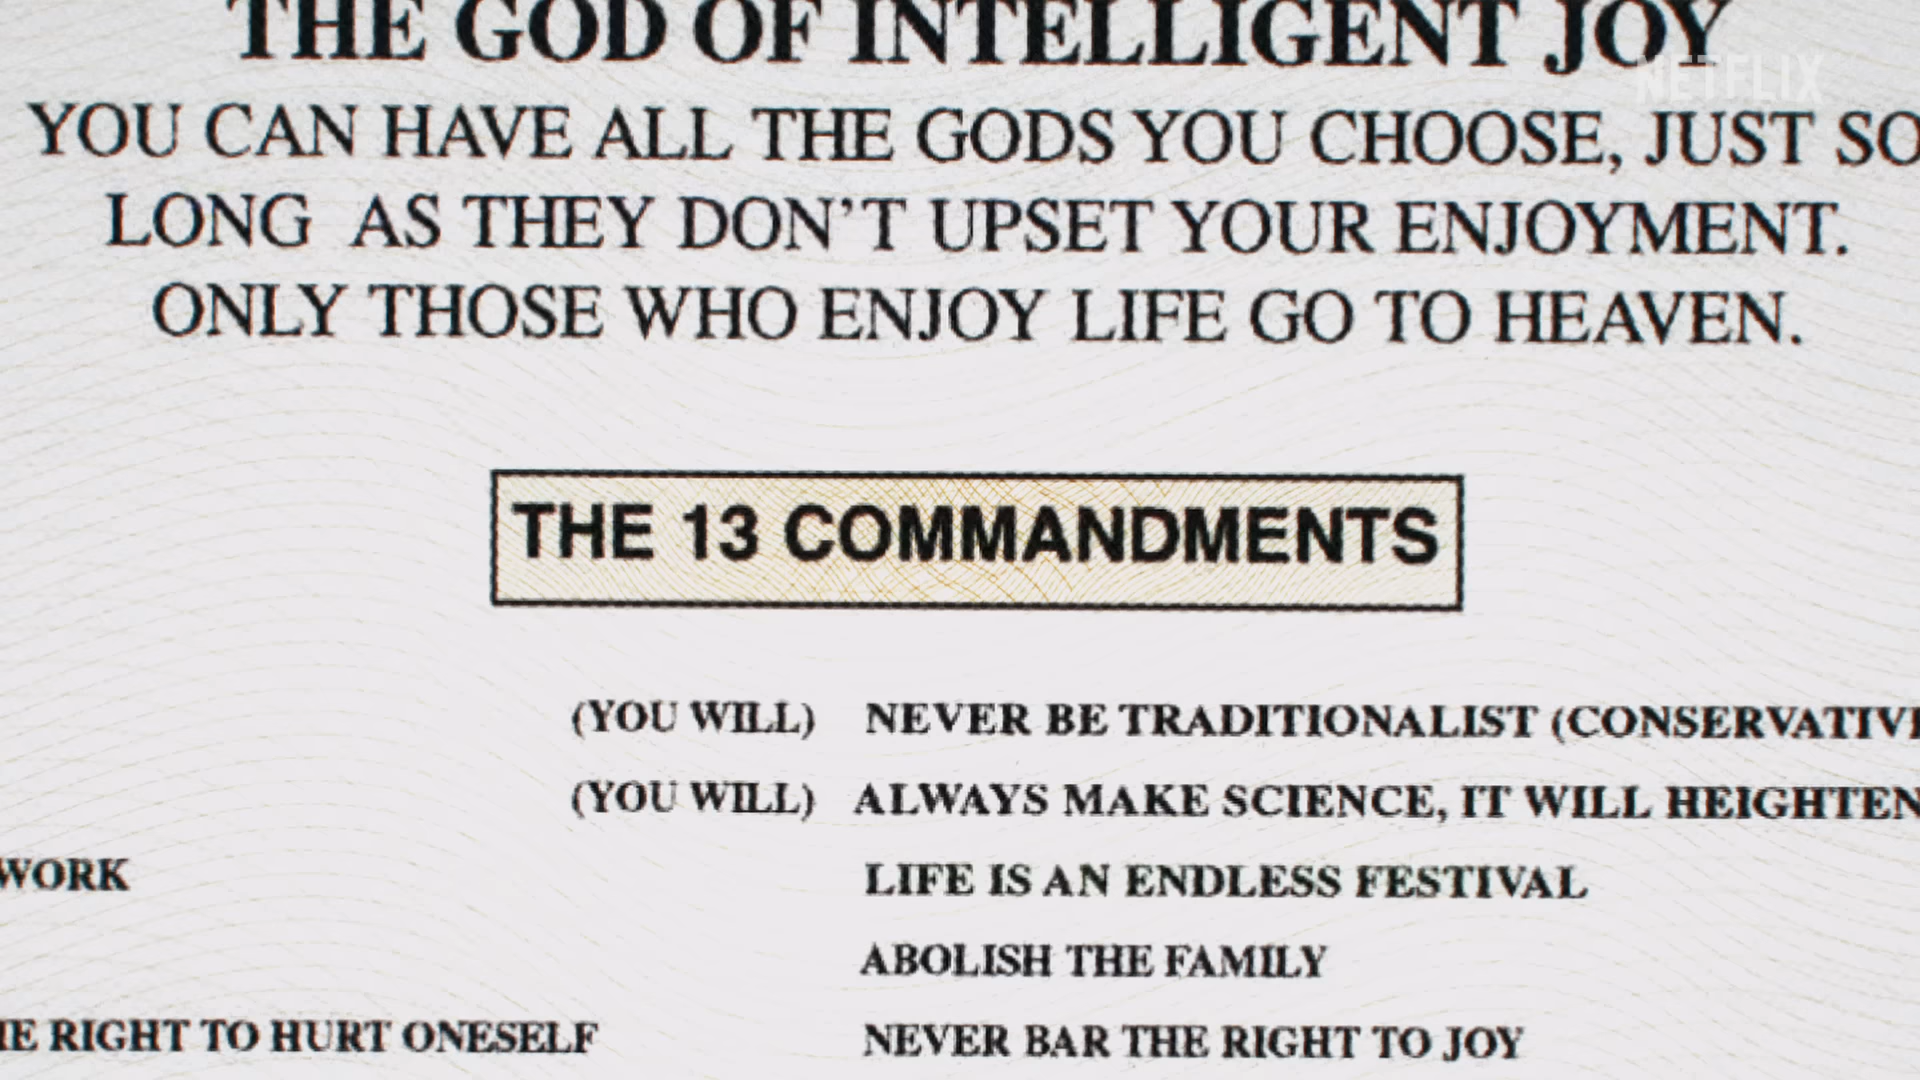 THE GOD OF INTELLIGENT JOY
NETFLIX
YOU CAN HAVE ALL THE GODS YOU CHOOSE, JUST SO
LONG AS THEY DON'T UPSET YOUR ENJOYMENT.
ONLY THOSE WHO ENJOY LIFE GO TO HEAVEN.
THE 13 COMMANDMENTS
(YOU WILL) NEVER BE TRADITIONALIST (CONSERVATIV
(YOU WILL) ALWAYS MAKE SCIENCE, IT WILL HEIGHTEN
WORK LIFE IS AN ENDLESS FESTIVAL
ABOLISH THE FAMILY
RIGHT TO HURT ONESELF NEVER BAR THE RIGHT TO JOY